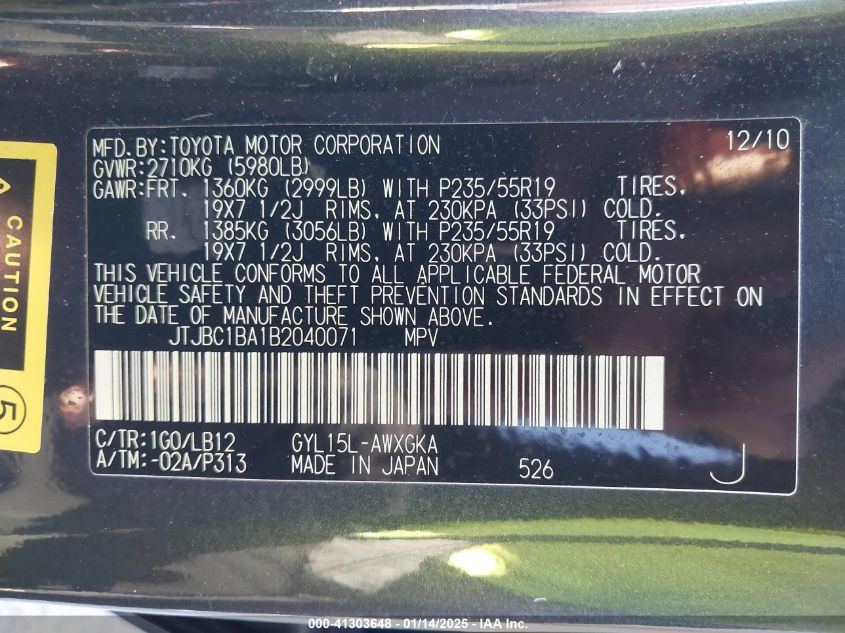 MFD.BY:TOYOTA MOTOR CORPORATION 12/10
GVWR:2710KG (5980LB)
GAWR:FRT. 1360KG (2999LB) WITH P235/55R19 TIRES,
19X7 1/2J RIMS, AT 230KPA (33PSI) COLD.
RR. 1385KG (3056LB) WITH P235/55R19 TIRES,
19X7 1/2J RIMS, AT 230KPA (33PSI) COLD.
THIS VEHICLE CONFORMS TO ALL APPLICABLE FEDERAL MOTOR
VEHICLE SAFETY AND THEFT PREVENTION STANDARDS IN EFFECT ON
THE DATE OF MANUFACTURE SHOWN ABOVE.
JTJBC1BA1B2040071 MPV
C/TR:1G0/LB12 GYL15L-AWXGKA
A/TM:-02A/P313 MADE IN JAPAN 526 J
CAUTION
5
000-41303648 - 01/14/2025 - IAA Inc.